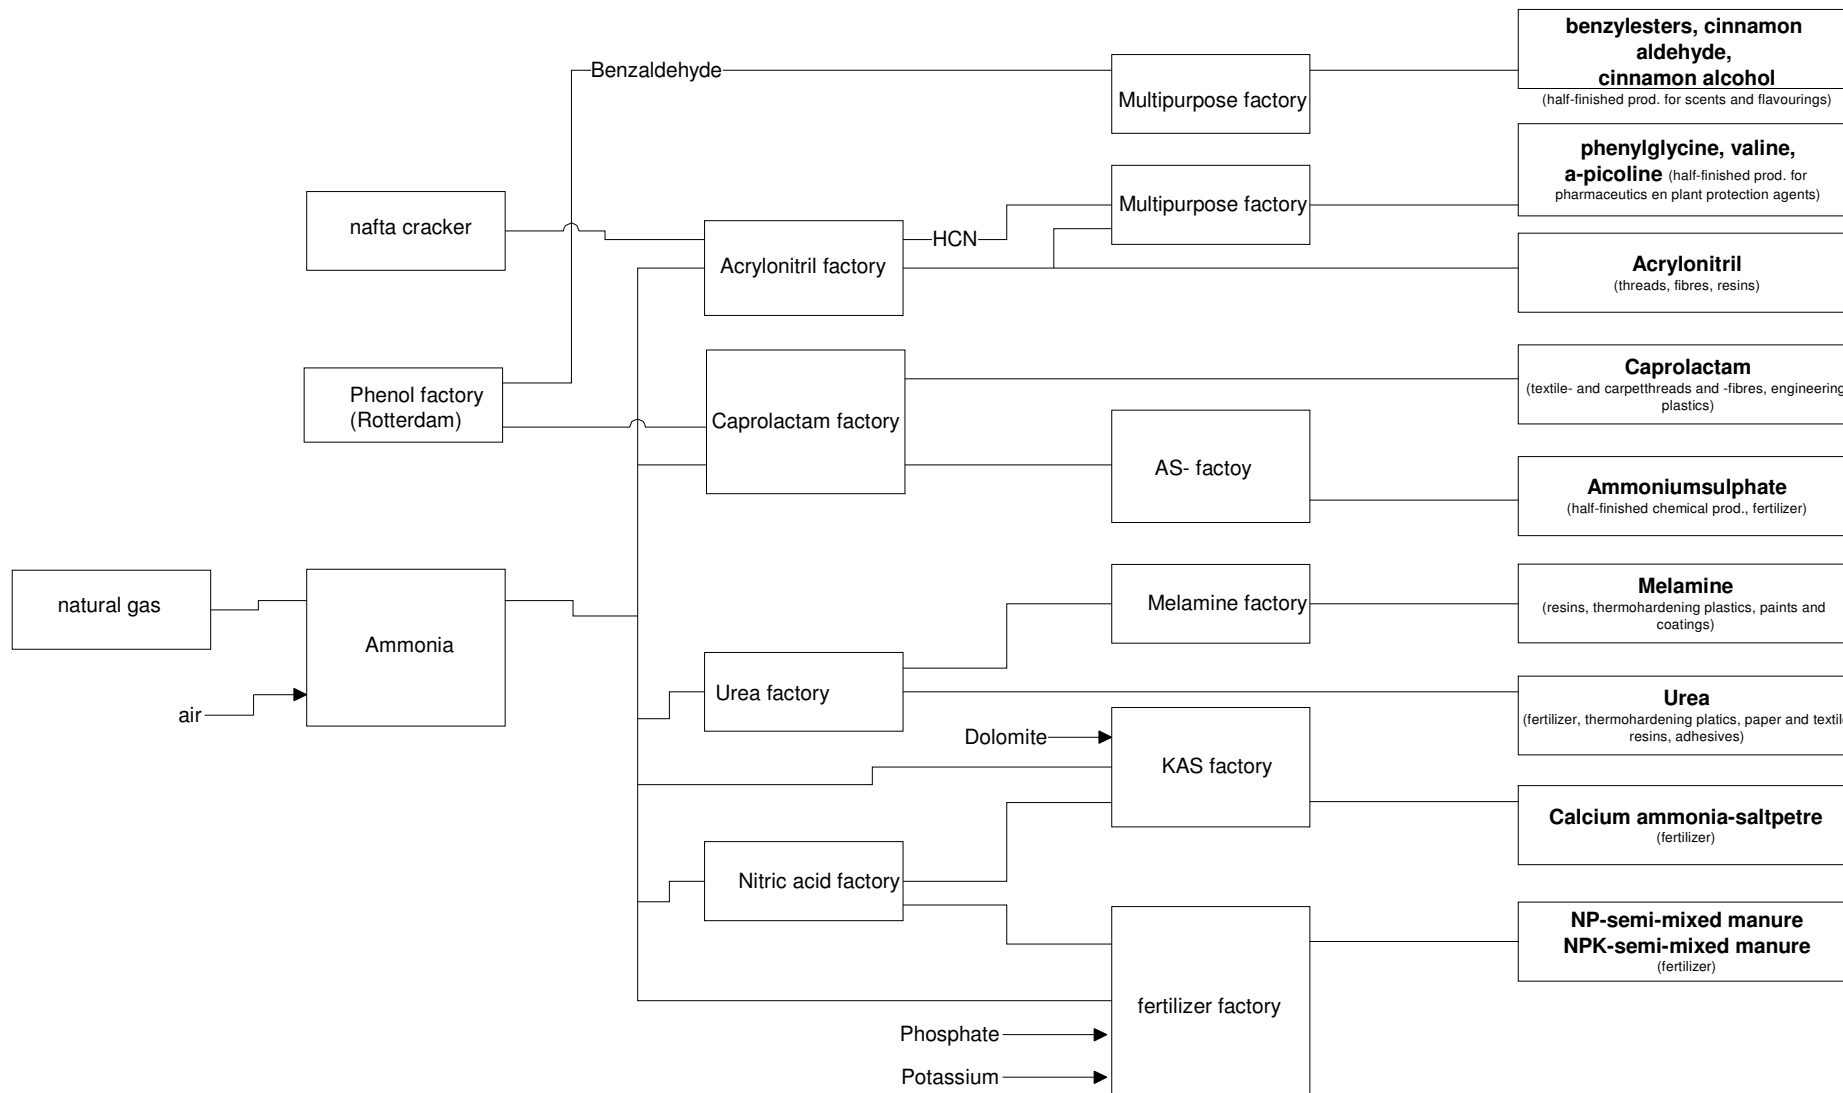 benzylesters, cinnamon
aldehyde,
cinnamon alcohol
(half-finished prod. for scents and flavourings)
Benzaldehyde
Multipurpose factory
phenylglycine, valine,
a-picoline (half-finished prod. for
pharmaceutics en plant protection agents)
Multipurpose factory
nafta cracker
HCN
Acrylonitril factory
Acrylonitril
(threads, fibres, resins)
Phenol factory
(Rotterdam)
Caprolactam factory
Caprolactam
(textile- and carpetthreads and -fibres, engineering
plastics)
AS- factoy
Ammoniumsulphate
(half-finished chemical prod., fertilizer)
natural gas
Ammonia
air
Melamine factory
Melamine
(resins, thermohardening plastics, paints and
coatings)
Urea factory
Urea
(fertilizer, thermohardening platics, paper and textile
resins, adhesives)
Dolomite
KAS factory
Calcium ammonia-saltpetre
(fertilizer)
Nitric acid factory
NP-semi-mixed manure
NPK-semi-mixed manure
(fertilizer)
fertilizer factory
Phosphate
Potassium